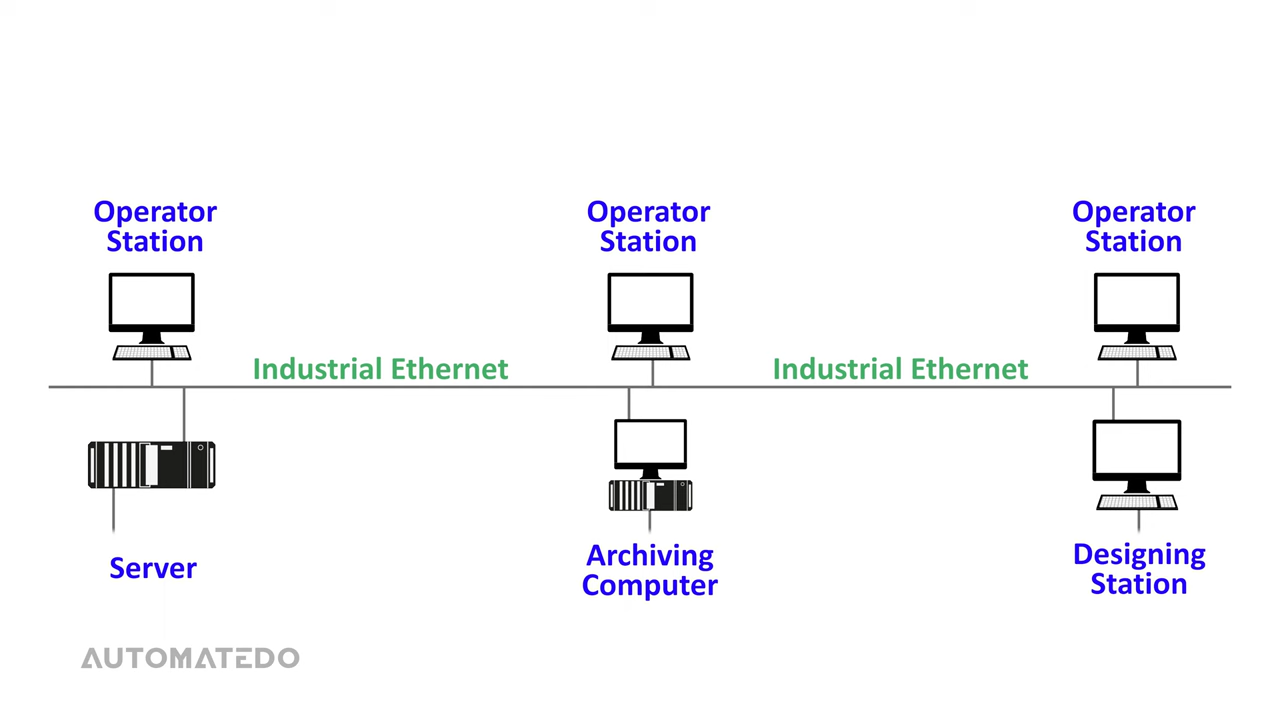 Operator
Station
Operator
Station
Operator
Station
Industrial Ethernet
Industrial Ethernet
Server
Archiving
Computer
Designing
Station
AUTOMATEDO